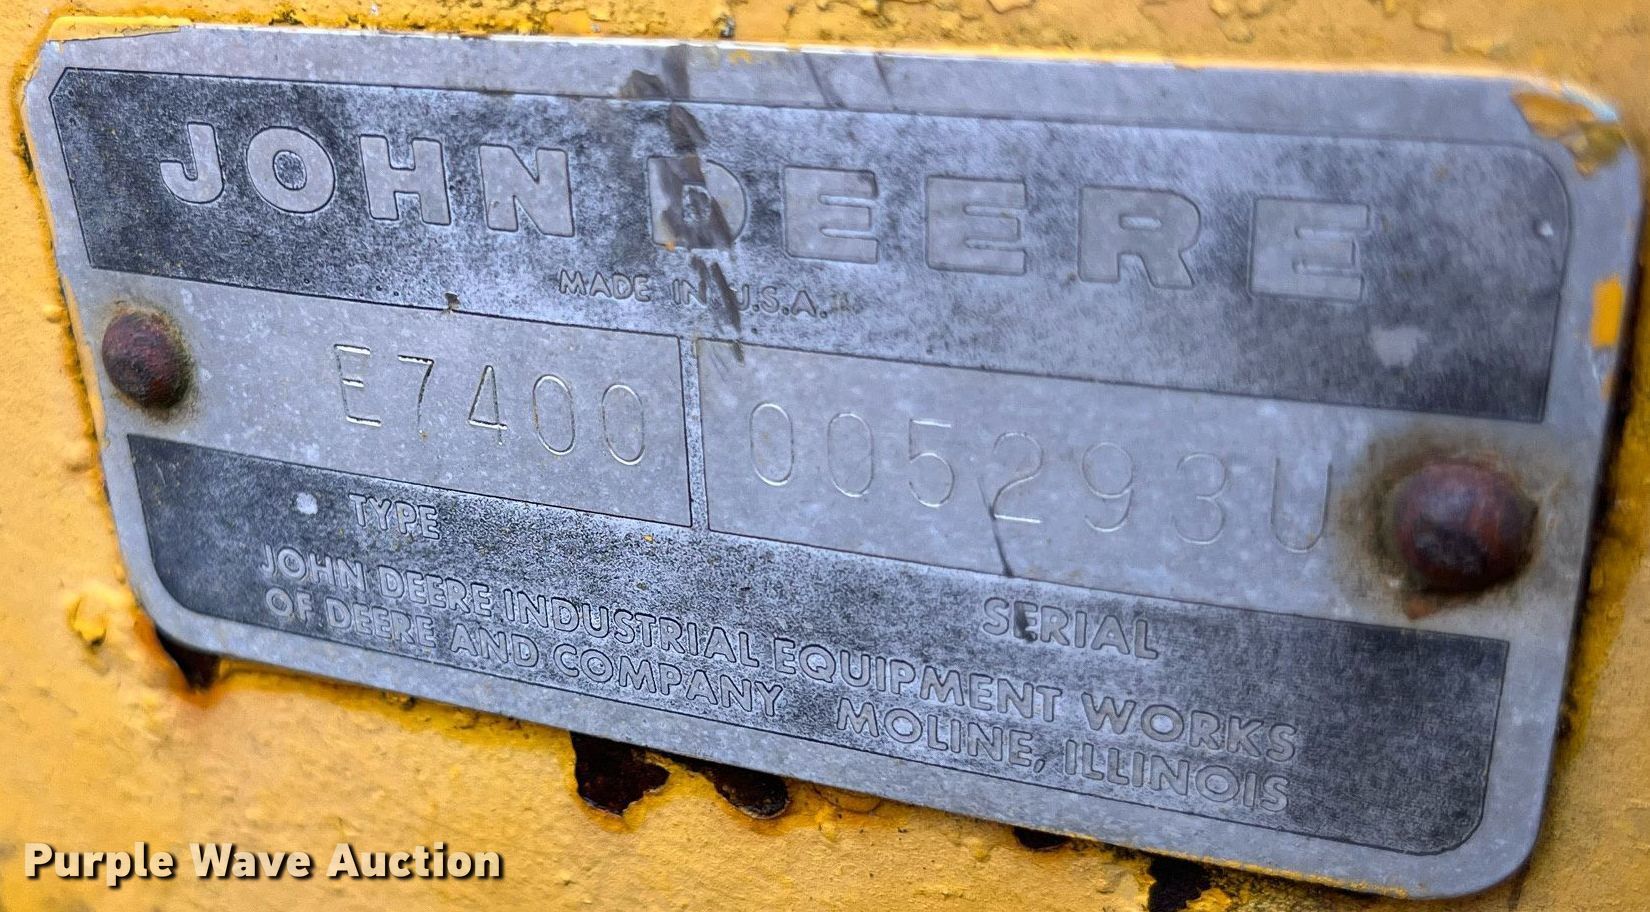 JOHN DEERE
MADE IN U.S.A.
E7400 005293U
TYPE SERIAL
JOHN DEERE INDUSTRIAL EQUIPMENT WORKS
OF DEERE AND COMPANY MOLINE, ILLINOIS
Purple Wave Auction